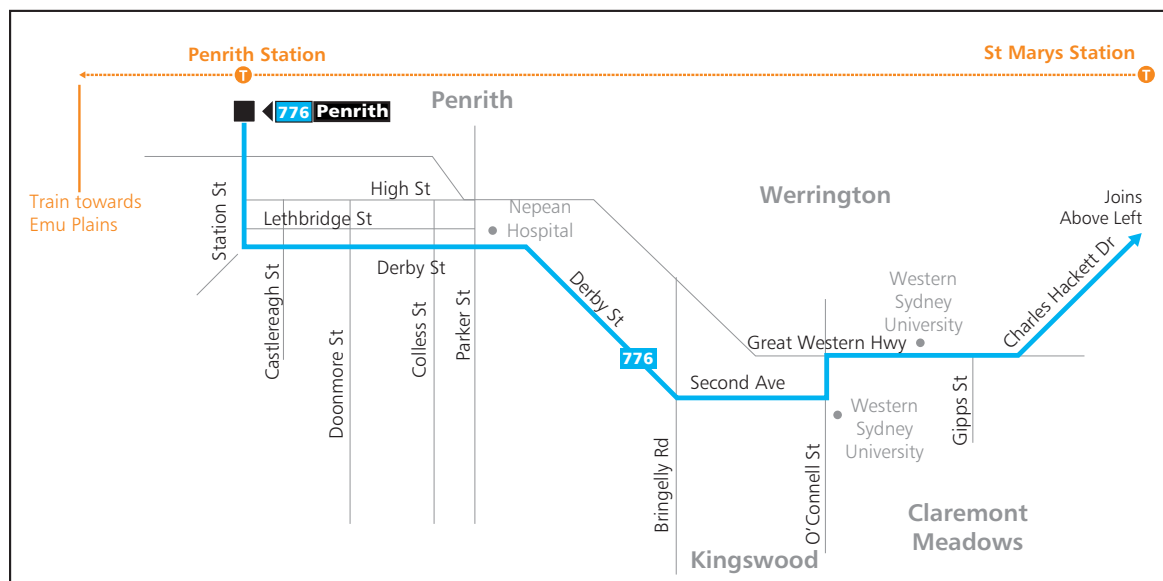 Penrith Station
St Marys Station
T
T
Penrith
776 Penrith
Train towards
Emu Plains
Station St
High St
Lethbridge St
Nepean
Hospital
Werrington
Joins
Above Left
Derby St
Castlereagh St
Doonmore St
Colless St
Parker St
Derby St
776
Western
Sydney
University
Charles Hackett Dr
Great Western Hwy
Second Ave
Western
Sydney
University
Gipps St
Bringelly Rd
O'Connell St
Claremont
Meadows
Kingswood